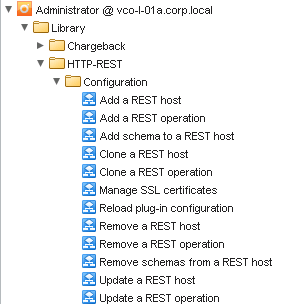 Administrator @ vco-l-01a.corp.local
Library
Chargeback
HTTP-REST
Configuration
Add a REST host
Add a REST operation
Add schema to a REST host
Clone a REST host
Clone a REST operation
Manage SSL certificates
Reload plug-in configuration
Remove a REST host
Remove a REST operation
Remove schemas from a REST host
Update a REST host
Update a REST operation